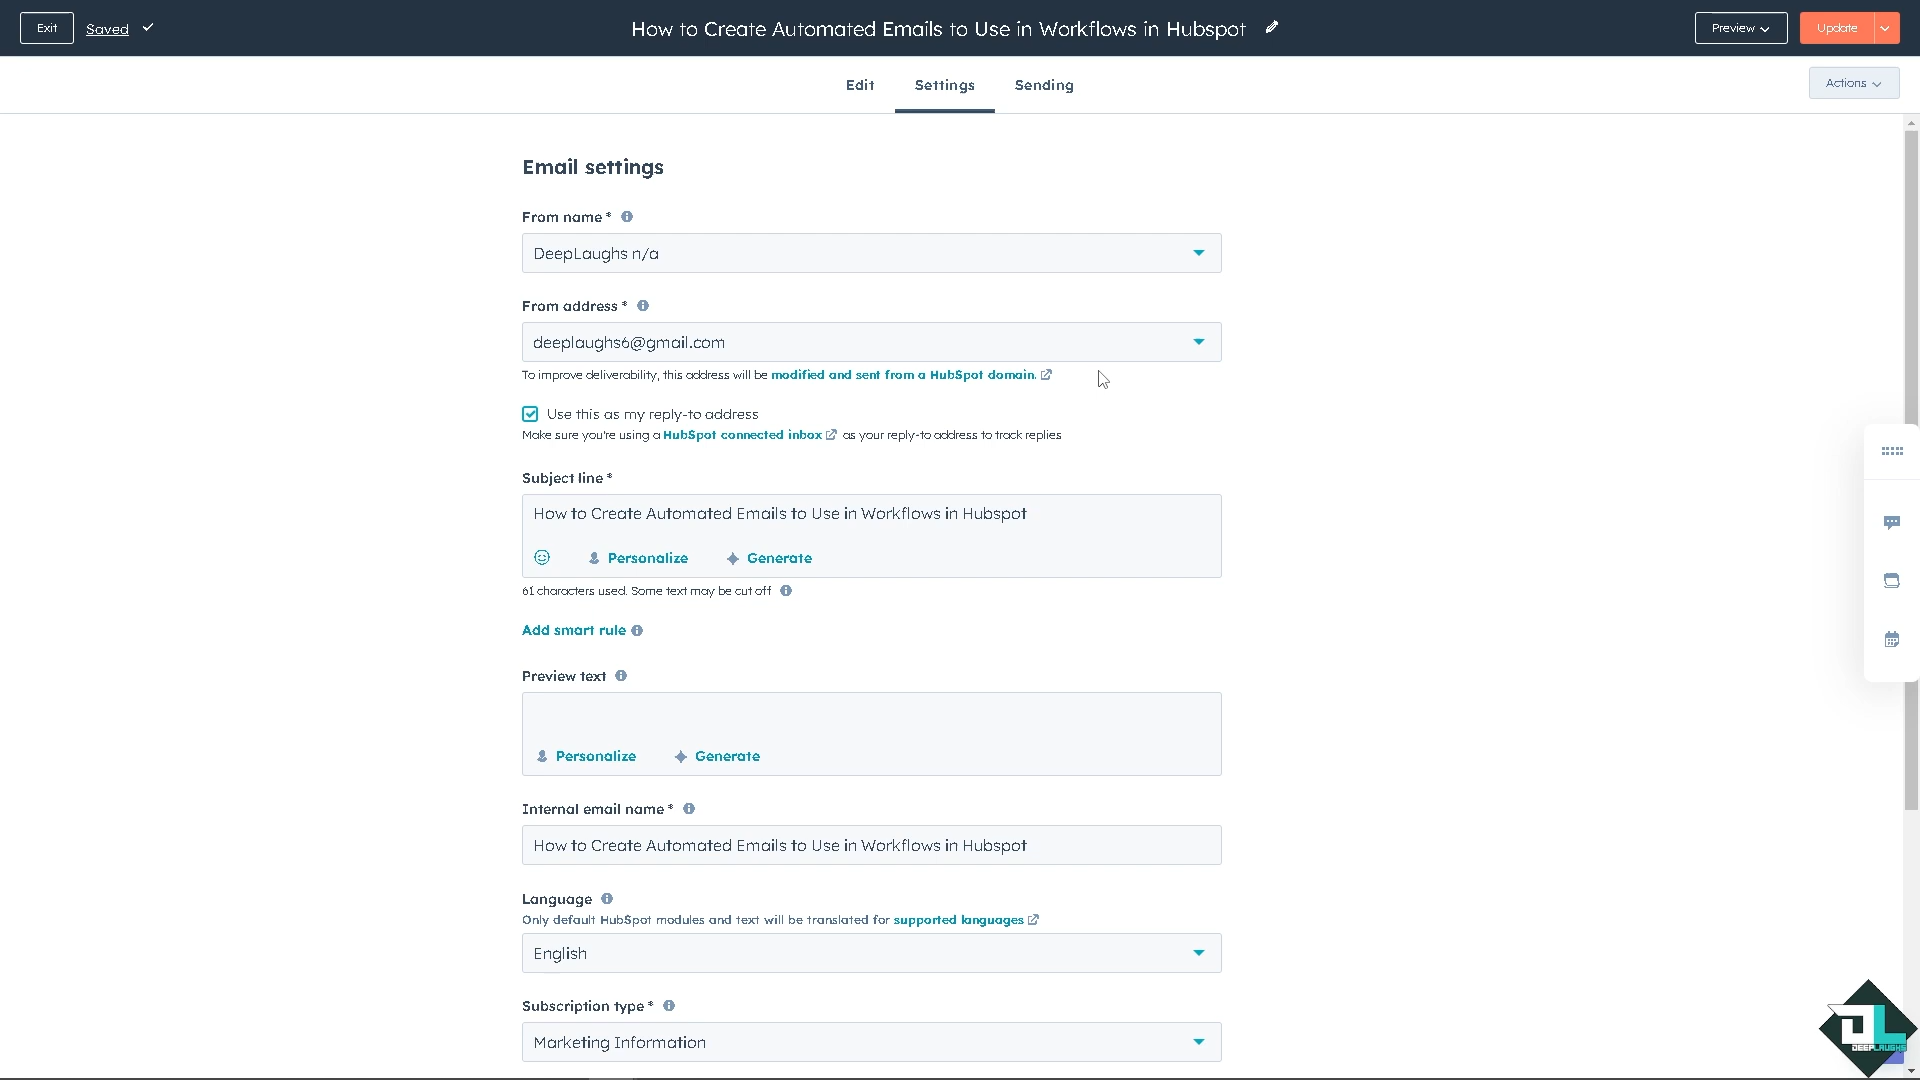 Exit Saved How to Create Automated Emails to Use in Workflows in Hubspot Preview Update
Edit Settings Sending Actions
Email settings
From name *
DeepLaughs n/a
From address *
deeplaughs6@gmail.com
To improve deliverability, this address will be modified and sent from a HubSpot domain.
Use this as my reply-to address
Make sure you're using a HubSpot connected inbox as your reply-to address to track replies
Subject line *
How to Create Automated Emails to Use in Workflows in Hubspot
Personalize Generate
61 characters used. Some text may be cut off
Add smart rule
Preview text
Personalize Generate
Internal email name *
How to Create Automated Emails to Use in Workflows in Hubspot
Language
Only default HubSpot modules and text will be translated for supported languages
English
Subscription type *
Marketing Information
DL
DEEPLAUGHS